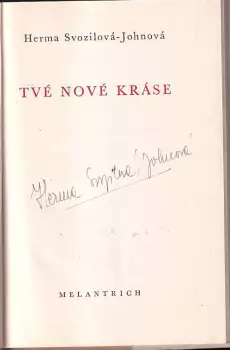 Herma Svozilová-Johnová
TVÉ NOVÉ KRÁSE
Herma Svozilová Johnová
MELANTRICH